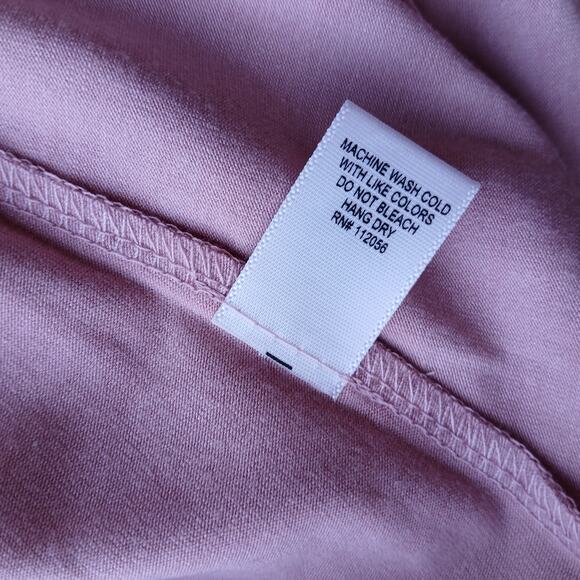 MACHINE WASH COLD
WITH LIKE COLORS
DO NOT BLEACH
HANG DRY
RN# 112056